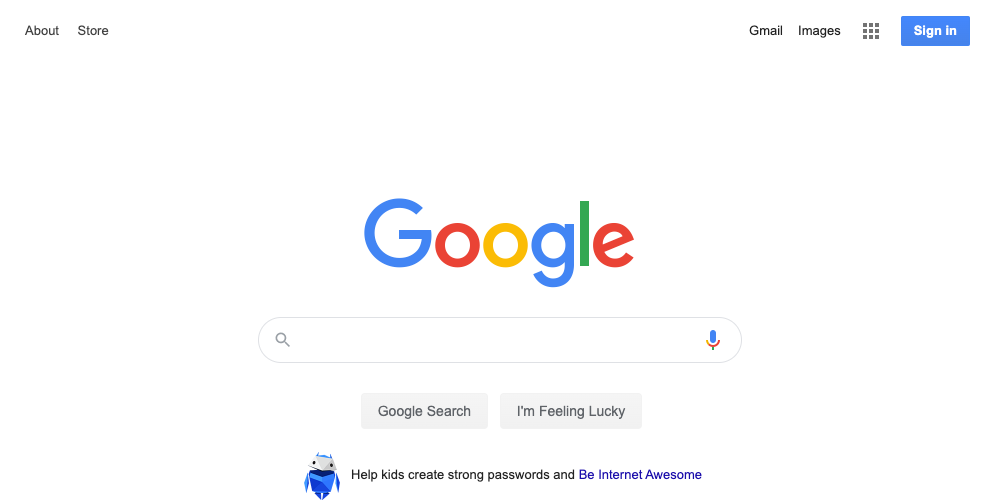 About Store Gmail Images Sign in
Google
Google Search I'm Feeling Lucky
Help kids create strong passwords and Be Internet Awesome